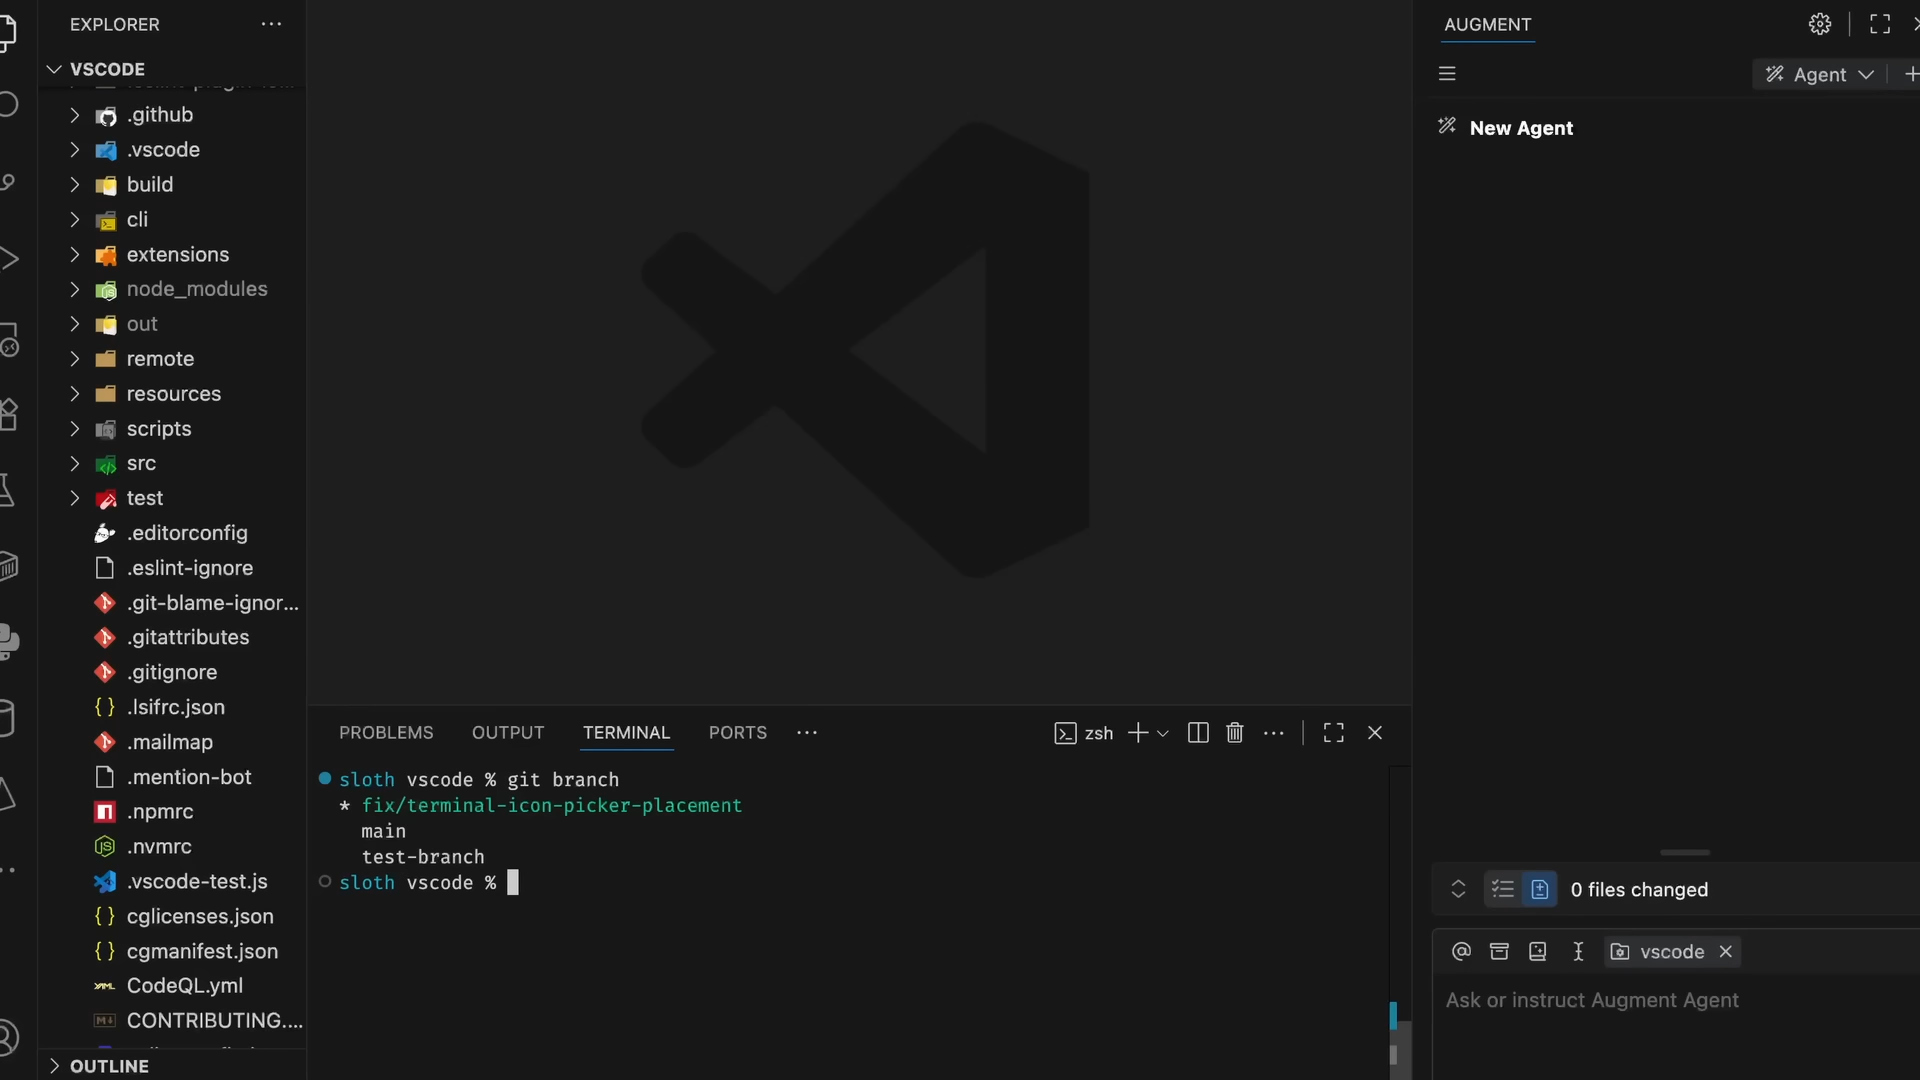 EXPLORER
VSCODE
.github
.vscode
build
cli
extensions
node_modules
out
remote
resources
scripts
src
test
.editorconfig
.eslint-ignore
.git-blame-ignor...
.gitattributes
.gitignore
.lsifrc.json
.mailmap
.mention-bot
.npmrc
.nvmrc
.vscode-test.js
cglicenses.json
cgmanifest.json
CodeQL.yml
CONTRIBUTING....
OUTLINE
PROBLEMS OUTPUT TERMINAL PORTS
zsh
sloth vscode % git branch
* fix/terminal-icon-picker-placement
main
test-branch
sloth vscode %
AUGMENT
Agent
New Agent
0 files changed
@ vscode
Ask or instruct Augment Agent